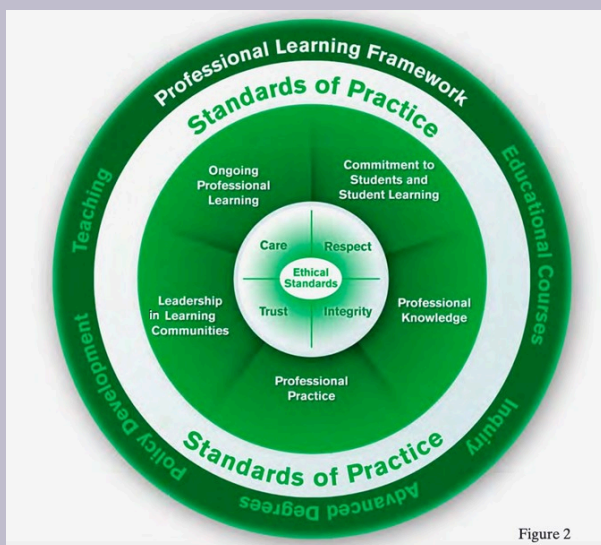 Professional Learning Framework
Standards of Practice
Ongoing
Professional
Learning
Commitment to
Students and
Student Learning
Care
Respect
Ethical
Standards
Trust
Integrity
Leadership
in Learning
Communities
Professional
Knowledge
Professional
Practice
Standards of Practice
Teaching
Educational Courses
Policy Development
Inquiry
Advanced Degrees
Figure 2